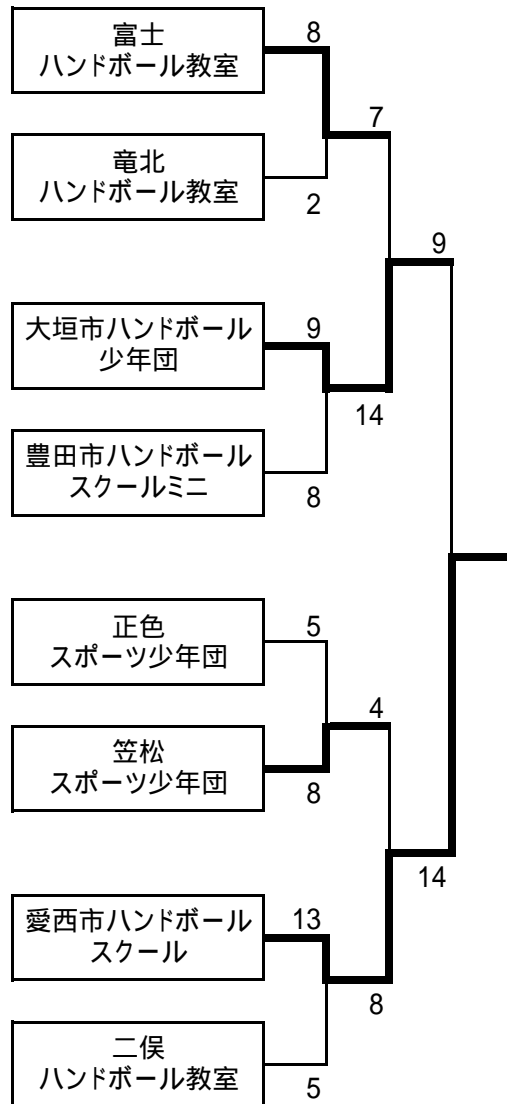 富士
ハンドボール教室
8
7
竜北
ハンドボール教室
2
9
大垣市ハンドボール
少年団
9
14
豊田市ハンドボール
スクールミニ
8
正色
スポーツ少年団
5
4
笠松
スポーツ少年団
8
14
愛西市ハンドボール
スクール
13
8
二俣
ハンドボール教室
5